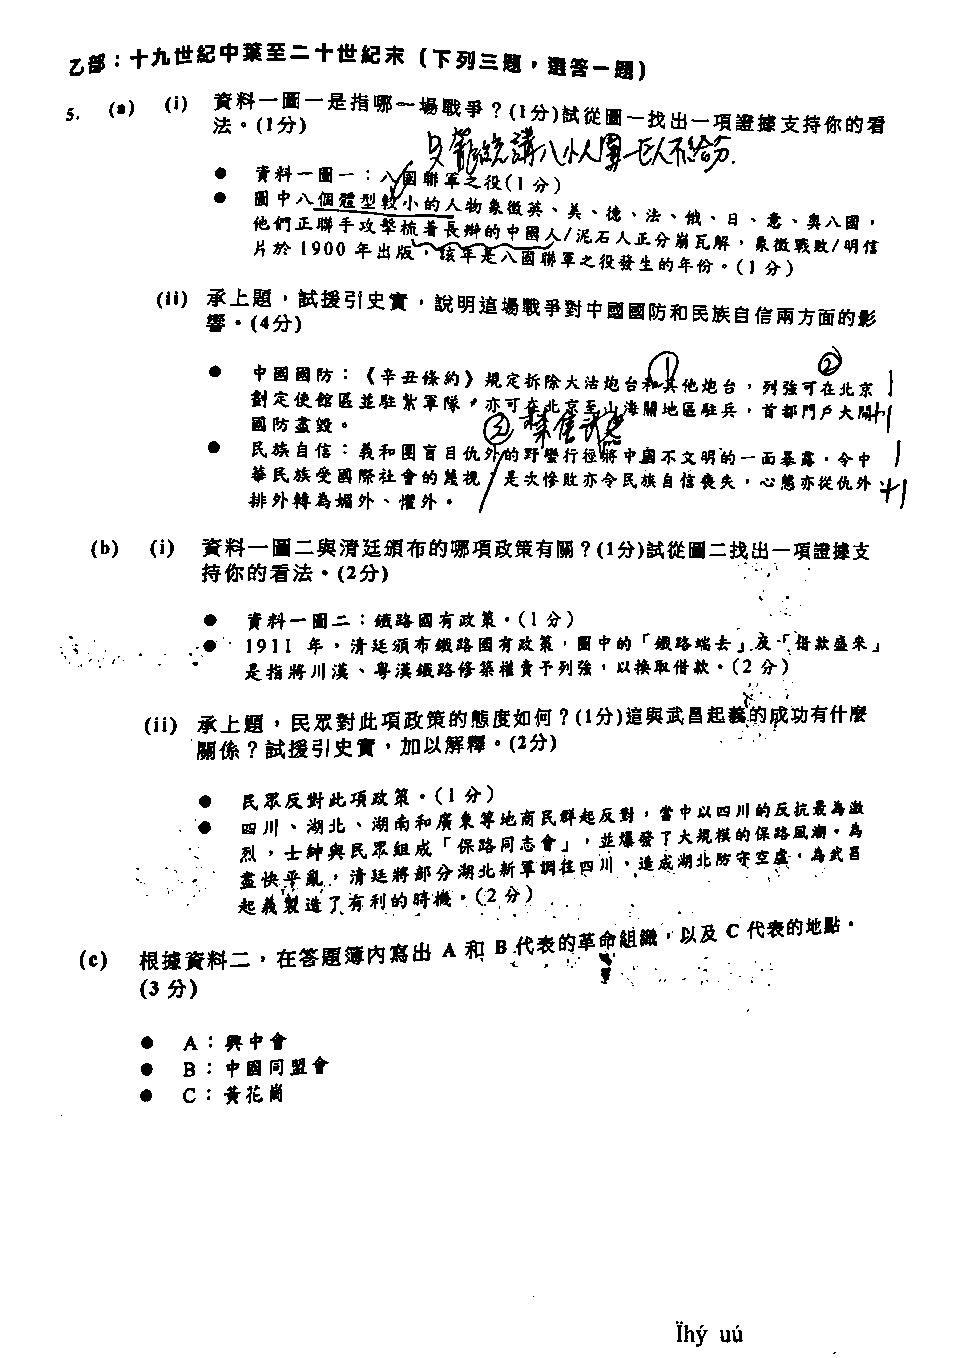 乙部：十九世紀中葉至二十世紀末（下列三題，選答一題）
5. (a) (i) 資料一圖一是指哪一場戰爭？(1分)試從圖一找出一項證據支持你的看
法。(1分)
● 資料一圖一：八國聯軍之役(1分)
● 圖中八個體型較小的人物象徵英、美、德、法、俄、日、意、奧八國，
他們正聯手攻擊梳着長辮的中國人/泥石人正分崩瓦解，象徵戰敗/明信
片於1900年出版，該年是八國聯軍之役發生的年份。(1分)
(ii) 承上題，試援引史實，說明這場戰爭對中國國防和民族自信兩方面的影
響。(4分)
① ②
● 中國國防：《辛丑條約》規定拆除大沽炮台和其他炮台，列強可在北京 1
劃定使館區並駐紮軍隊，亦可在北京至山海關地區駐兵，首都門戶大開 +1
國防盡毀。
● 民族自信：義和團盲目仇外的野蠻行徑將中國不文明的一面暴露，令中 1
華民族受國際社會的蔑視，是次慘敗亦令民族自信喪失，心態亦從仇外 +1
排外轉為媚外、懼外。
(b) (i) 資料一圖二與清廷頒布的哪項政策有關？(1分)試從圖二找出一項證據支
持你的看法。(2分)
● 資料一圖二：鐵路國有政策。(1分)
● 1911 年，清廷頒布鐵路國有政策，圖中的「鐵路端去」及「借款盛來」
是指將川漢、粵漢鐵路修築權賣予列強，以換取借款。(2分)
(ii) 承上題，民眾對此項政策的態度如何？(1分)這與武昌起義的成功有什麼
關係？試援引史實，加以解釋。(2分)
● 民眾反對此項政策。(1分)
● 四川、湖北、湖南和廣東等地商民群起反對，當中以四川的反抗最為激
烈，士紳與民眾組成「保路同志會」，並爆發了大規模的保路風潮。為
盡快平亂，清廷將部分湖北新軍調往四川，造成湖北防守空虛，為武昌
起義製造了有利的時機。(2分)
(c) 根據資料二，在答題簿內寫出 A 和 B 代表的革命組織，以及 C 代表的地點。
(3分)
● A：興中會
● B：中國同盟會
● C：黃花崗
Ïhý uú